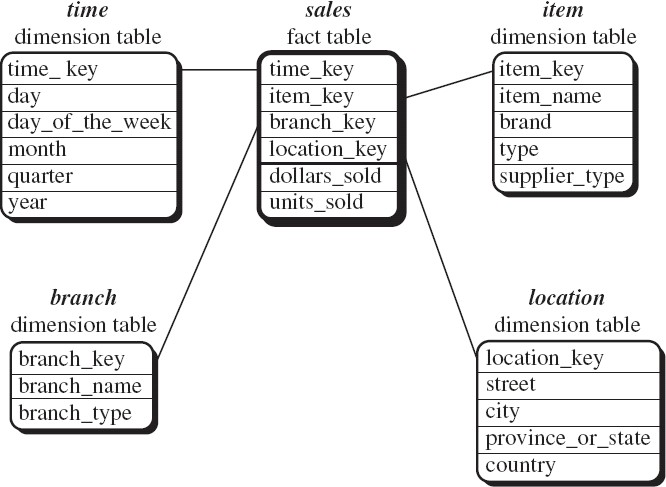 time
dimension table
time_ key
day
day_of_the_week
month
quarter
year
sales
fact table
time_key
item_key
branch_key
location_key
dollars_sold
units_sold
item
dimension table
item_key
item_name
brand
type
supplier_type
branch
dimension table
branch_key
branch_name
branch_type
location
dimension table
location_key
street
city
province_or_state
country